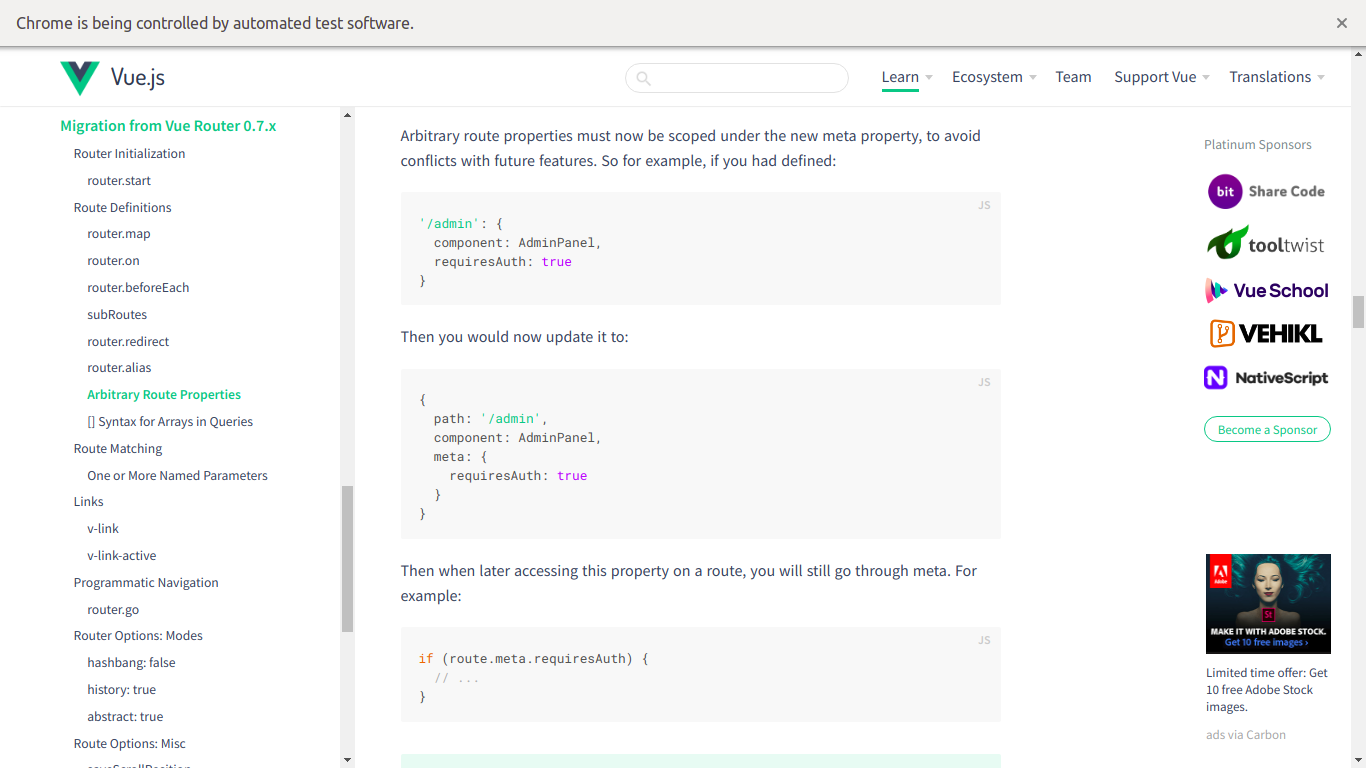 Chrome is being controlled by automated test software.
Vue.js
Learn
Ecosystem
Team
Support Vue
Translations
Migration from Vue Router 0.7.x
Router Initialization
router.start
Route Definitions
router.map
router.on
router.beforeEach
subRoutes
router.redirect
router.alias
Arbitrary Route Properties
[] Syntax for Arrays in Queries
Route Matching
One or More Named Parameters
Links
v-link
v-link-active
Programmatic Navigation
router.go
Router Options: Modes
hashbang: false
history: true
abstract: true
Route Options: Misc
saveScrollPosition
Arbitrary route properties must now be scoped under the new meta property, to avoid
conflicts with future features. So for example, if you had defined:
JS
'/admin': {
  component: AdminPanel,
  requiresAuth: true
}
Then you would now update it to:
JS
{
  path: '/admin',
  component: AdminPanel,
  meta: {
    requiresAuth: true
  }
}
Then when later accessing this property on a route, you will still go through meta. For
example:
JS
if (route.meta.requiresAuth) {
  // ...
}
Platinum Sponsors
bit Share Code
tooltwist
Vue School
VEHIKL
NativeScript
Become a Sponsor
Adobe
St
MAKE IT WITH ADOBE STOCK.
Get 10 free images ›
Limited time offer: Get
10 free Adobe Stock
images.
ads via Carbon